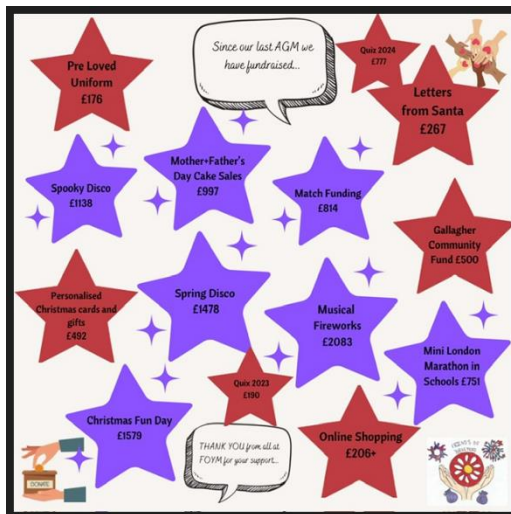 Since our last AGM we
have fundraised...
Pre Loved
Uniform
£176
Quiz 2024
£777
Letters
from Santa
£267
Mother+Father's
Day Cake Sales
£997
Spooky Disco
£1138
Match Funding
£814
Gallagher
Community
Fund £500
Personalised
Christmas cards and
gifts
£492
Spring Disco
£1478
Musical
Fireworks
£2083
Mini London
Marathon in
Schools £751
Quiz 2023
£190
Christmas Fun Day
£1579
THANK YOU from all at
FOYM for your support...
Online Shopping
£206+
DONATE